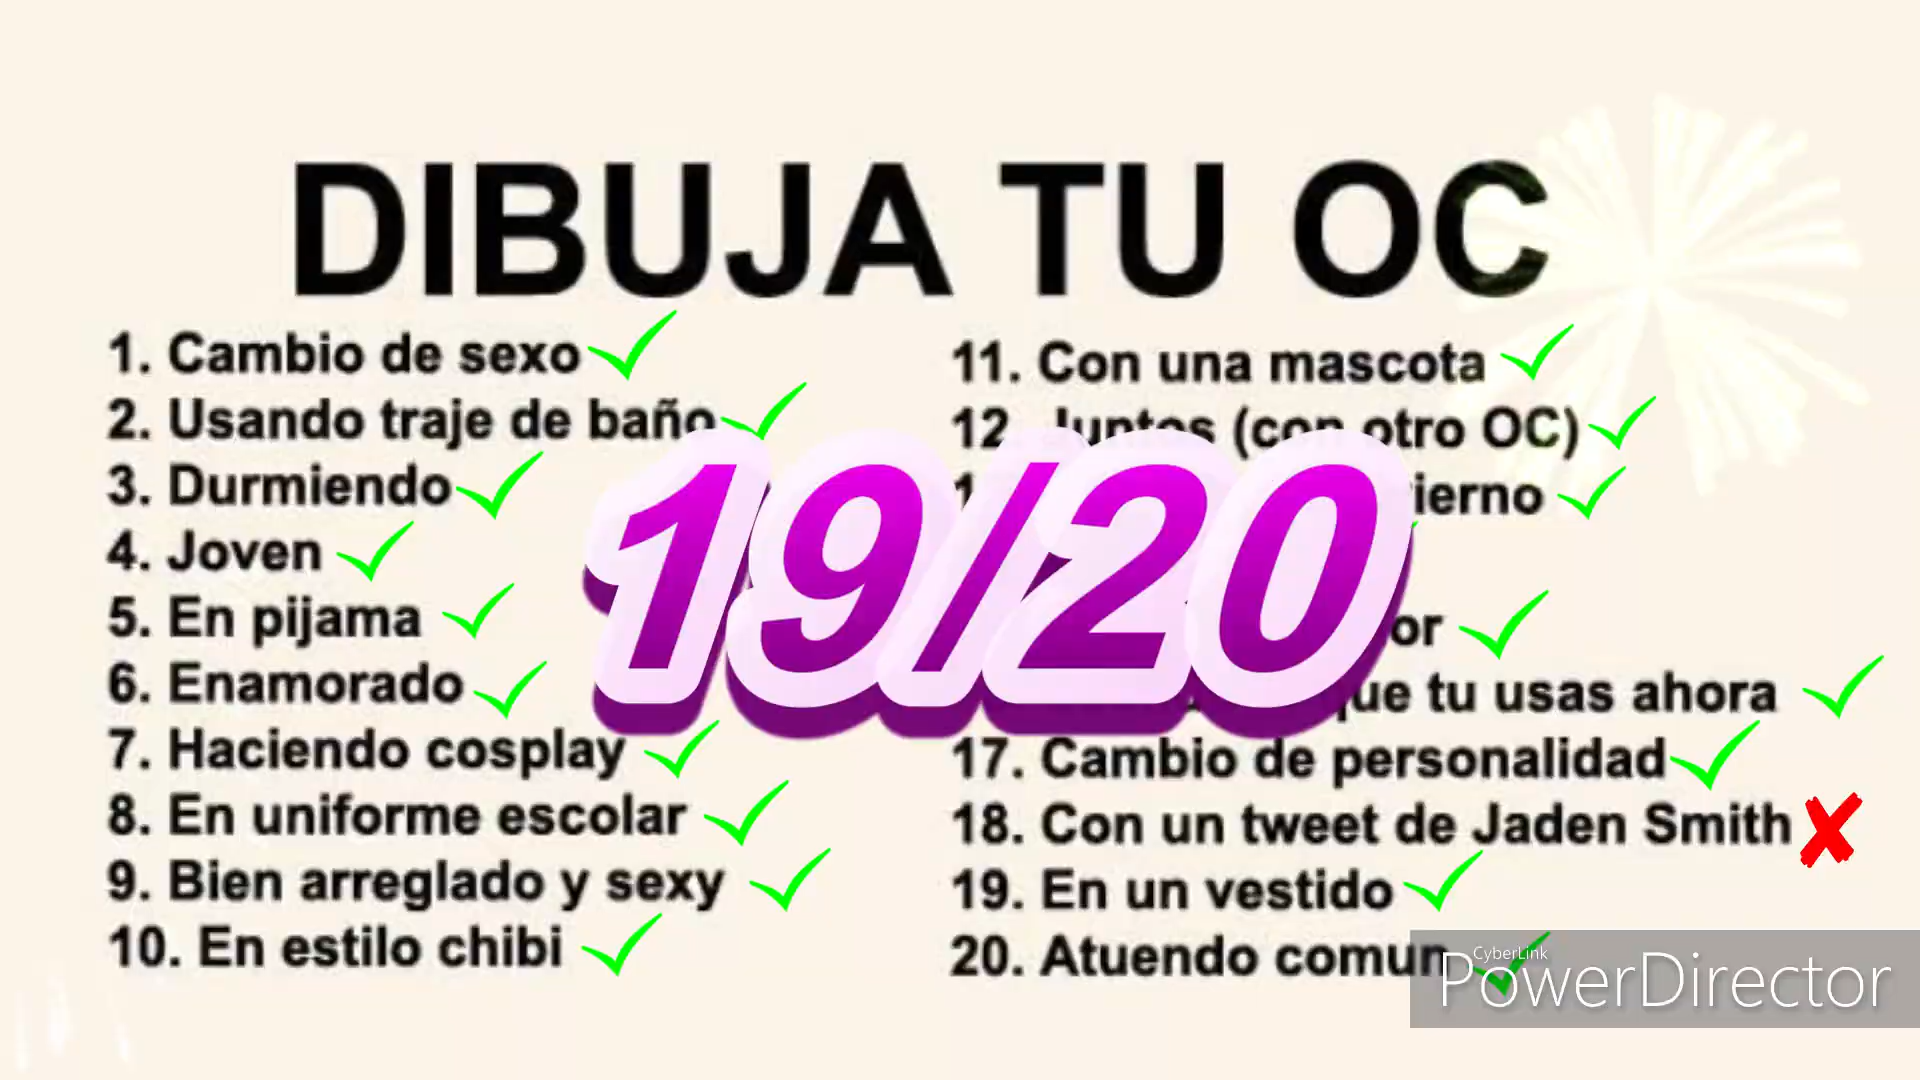 DIBUJA TU OC
1. Cambio de sexo
2. Usando traje de baño
3. Durmiendo
4. Joven
5. En pijama
6. Enamorado
7. Haciendo cosplay
8. En uniforme escolar
9. Bien arreglado y sexy
10. En estilo chibi
11. Con una mascota
12. Juntos (con otro OC)
que tu usas ahora
17. Cambio de personalidad
18. Con un tweet de Jaden Smith
19. En un vestido
20. Atuendo comun
19/20
CyberLink
PowerDirector